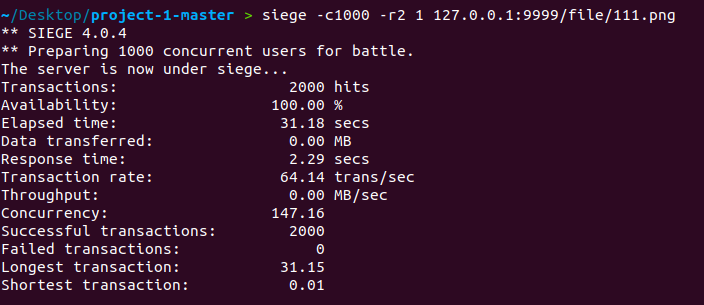 ~/Desktop/project-1-master > siege -c1000 -r2 1 127.0.0.1:9999/file/111.png
** SIEGE 4.0.4
** Preparing 1000 concurrent users for battle.
The server is now under siege...
Transactions: 2000 hits
Availability: 100.00 %
Elapsed time: 31.18 secs
Data transferred: 0.00 MB
Response time: 2.29 secs
Transaction rate: 64.14 trans/sec
Throughput: 0.00 MB/sec
Concurrency: 147.16
Successful transactions: 2000
Failed transactions: 0
Longest transaction: 31.15
Shortest transaction: 0.01